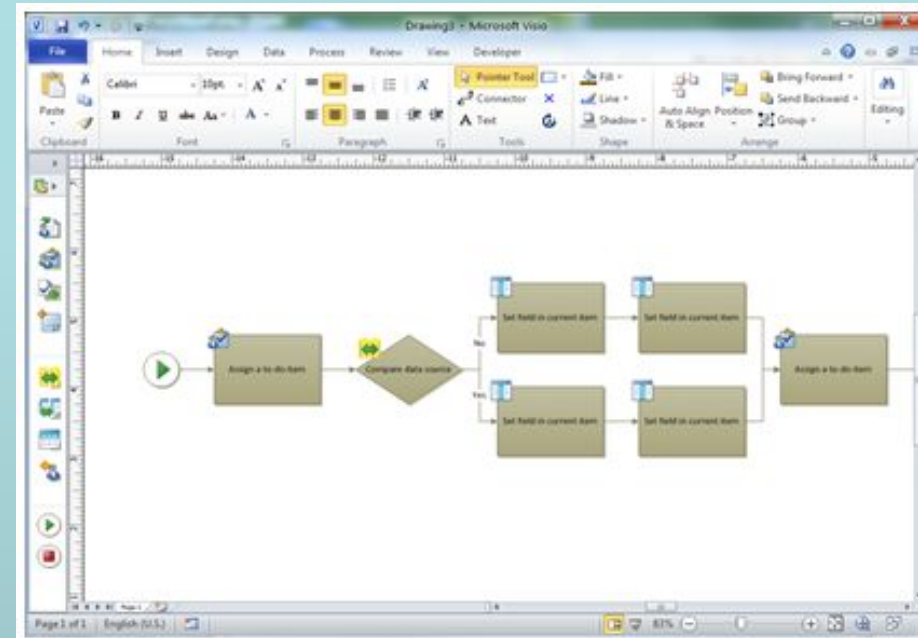 Drawing3 - Microsoft Visio
File Home Insert Design Data Process Review View Developer
Calibri 10pt. A A Pointer Tool Fill Bring Forward
Paste Connector Line Auto Align & Space Position Send Backward Editing
B I U abc Aa A A Text Shadow Group
Clipboard Font Paragraph Tools Shape Arrange
Set field in current item Set field in current item
No
Assign a to-do item Compare data source Assign a to-do item
Yes
Set field in current item Set field in current item
Page-1
Page 1 of 1 English (U.S.) 83%